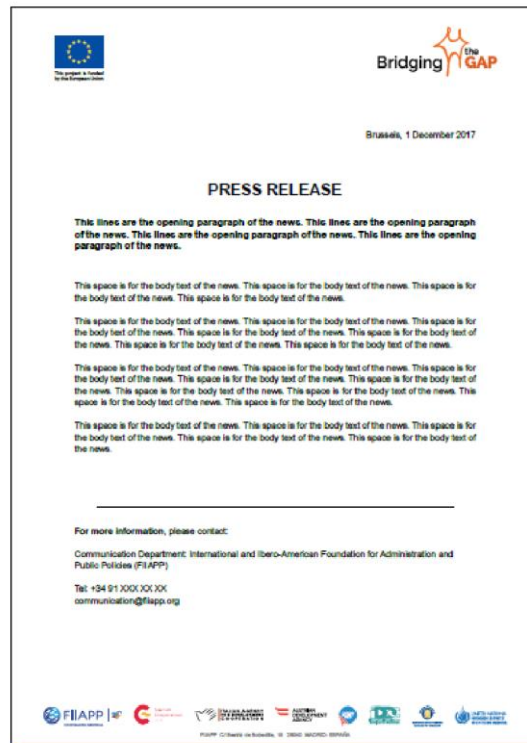 This project is funded
by the European Union
the
Bridging GAP
Brussels, 1 December 2017
PRESS RELEASE
This lines are the opening paragraph of the news. This lines are the opening paragraph
of the news. This lines are the opening paragraph of the news. This lines are the opening
paragraph of the news.
This space is for the body text of the news. This space is for the body text of the news. This space is for
the body text of the news. This space is for the body text of the news.
This space is for the body text of the news. This space is for the body text of the news. This space is for
the body text of the news. This space is for the body text of the news. This space is for the body text of
the news. This space is for the body text of the news. This space is for the body text of the news.
This space is for the body text of the news. This space is for the body text of the news. This space is for
the body text of the news. This space is for the body text of the news. This space is for the body text of
the news. This space is for the body text of the news. This space is for the body text of the news. This
space is for the body text of the news. This space is for the body text of the news.
This space is for the body text of the news. This space is for the body text of the news. This space is for
the body text of the news. This space is for the body text of the news. This space is for the body text of
the news.
For more information, please contact:
Communication Department: International and Ibero-American Foundation for Administration and
Public Policies (FIIAPP)
Tel: +34 91 XXX XX XX
communication@fiiapp.org
FIIAPP
AUSTRIAN
DEVELOPMENT
AGENCY